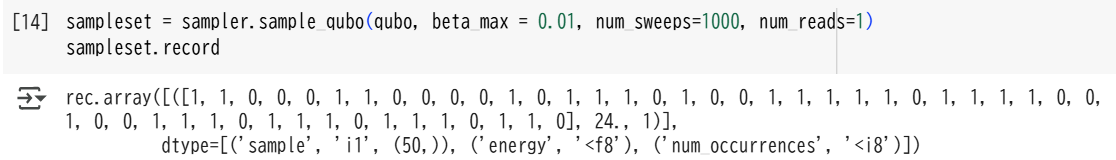 [14] sampleset = sampler.sample_qubo(qubo, beta_max = 0.01, num_sweeps=1000, num_reads=1)
sampleset.record
rec.array([([1, 1, 0, 0, 0, 1, 1, 0, 0, 0, 0, 1, 0, 1, 1, 1, 0, 1, 0, 0, 1, 1, 1, 1, 1, 0, 1, 1, 1, 1, 0, 0,
1, 0, 0, 1, 1, 1, 0, 1, 1, 1, 0, 1, 1, 1, 0, 1, 1, 0], 24., 1)],
dtype=[('sample', 'i1', (50,)), ('energy', '<f8'), ('num_occurrences', '<i8')])